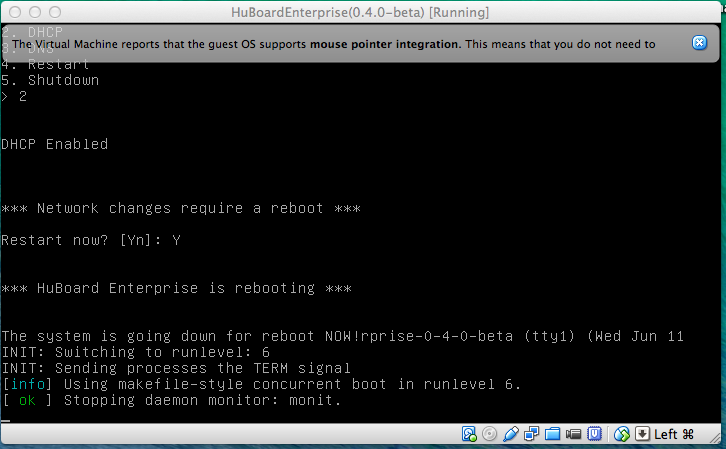 HuBoardEnterprise(0.4.0-beta) [Running]
2. DHCP
The Virtual Machine reports that the guest OS supports mouse pointer integration. This means that you do not need to
3. DNS
4. Restart
5. Shutdown
> 2
DHCP Enabled
*** Network changes require a reboot ***
Restart now? [Yn]: Y
*** HuBoard Enterprise is rebooting ***
The system is going down for reboot NOW!rprise-0-4-0-beta (tty1) (Wed Jun 11
INIT: Switching to runlevel: 6
INIT: Sending processes the TERM signal
[info] Using makefile-style concurrent boot in runlevel 6.
[ ok ] Stopping daemon monitor: monit.
_
Left ⌘